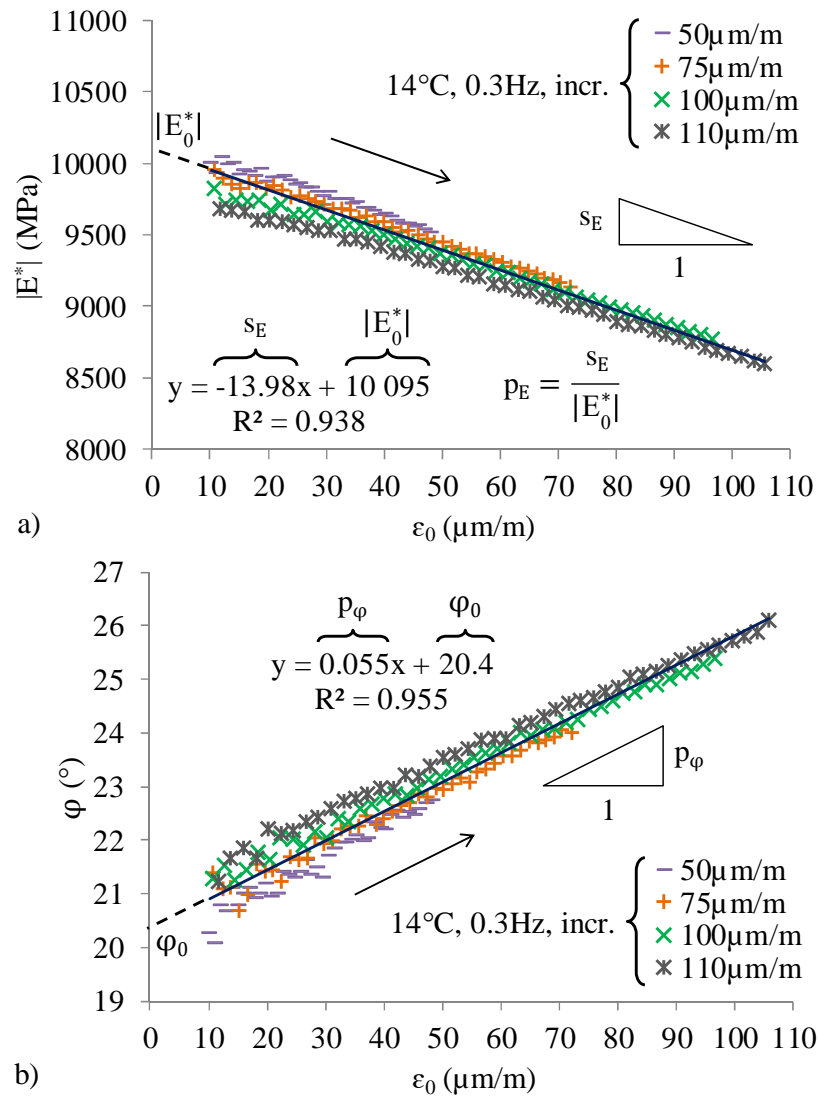 11000
10500
10000
9500
9000
8500
8000
|E*| (MPa)
|E*0|
14°C, 0.3Hz, incr.
50µm/m
75µm/m
100µm/m
110µm/m
sE
1
sE
|E*0|
y = -13.98x + 10 095
R² = 0.938
pE = sE / |E*0|
0 10 20 30 40 50 60 70 80 90 100 110
ε0 (µm/m)
a)
27
26
25
24
23
22
21
20
19
φ (°)
pφ
φ0
y = 0.055x + 20.4
R² = 0.955
pφ
1
φ0
14°C, 0.3Hz, incr.
50µm/m
75µm/m
100µm/m
110µm/m
0 10 20 30 40 50 60 70 80 90 100 110
ε0 (µm/m)
b)